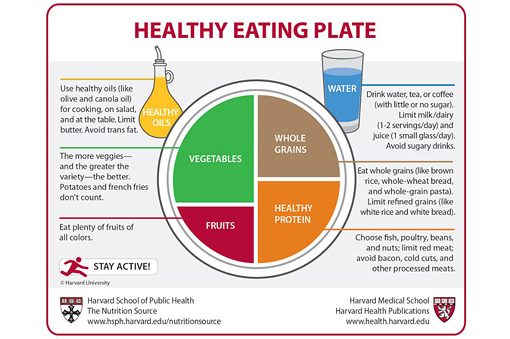 HEALTHY EATING PLATE
Use healthy oils (like
olive and canola oil)
for cooking, on salad,
and at the table. Limit
butter. Avoid trans fat.
HEALTHY
OILS
The more veggies—
and the greater the
variety—the better.
Potatoes and french fries
don't count.
Eat plenty of fruits of
all colors.
VEGETABLES
FRUITS
WHOLE
GRAINS
HEALTHY
PROTEIN
WATER
Drink water, tea, or coffee
(with little or no sugar).
Limit milk/dairy
(1-2 servings/day) and
juice (1 small glass/day).
Avoid sugary drinks.
Eat whole grains (like brown
rice, whole-wheat bread,
and whole-grain pasta).
Limit refined grains (like
white rice and white bread).
Choose fish, poultry, beans,
and nuts; limit red meat;
avoid bacon, cold cuts, and
other processed meats.
STAY ACTIVE!
© Harvard University
Harvard School of Public Health
The Nutrition Source
www.hsph.harvard.edu/nutritionsource
Harvard Medical School
Harvard Health Publications
www.health.harvard.edu